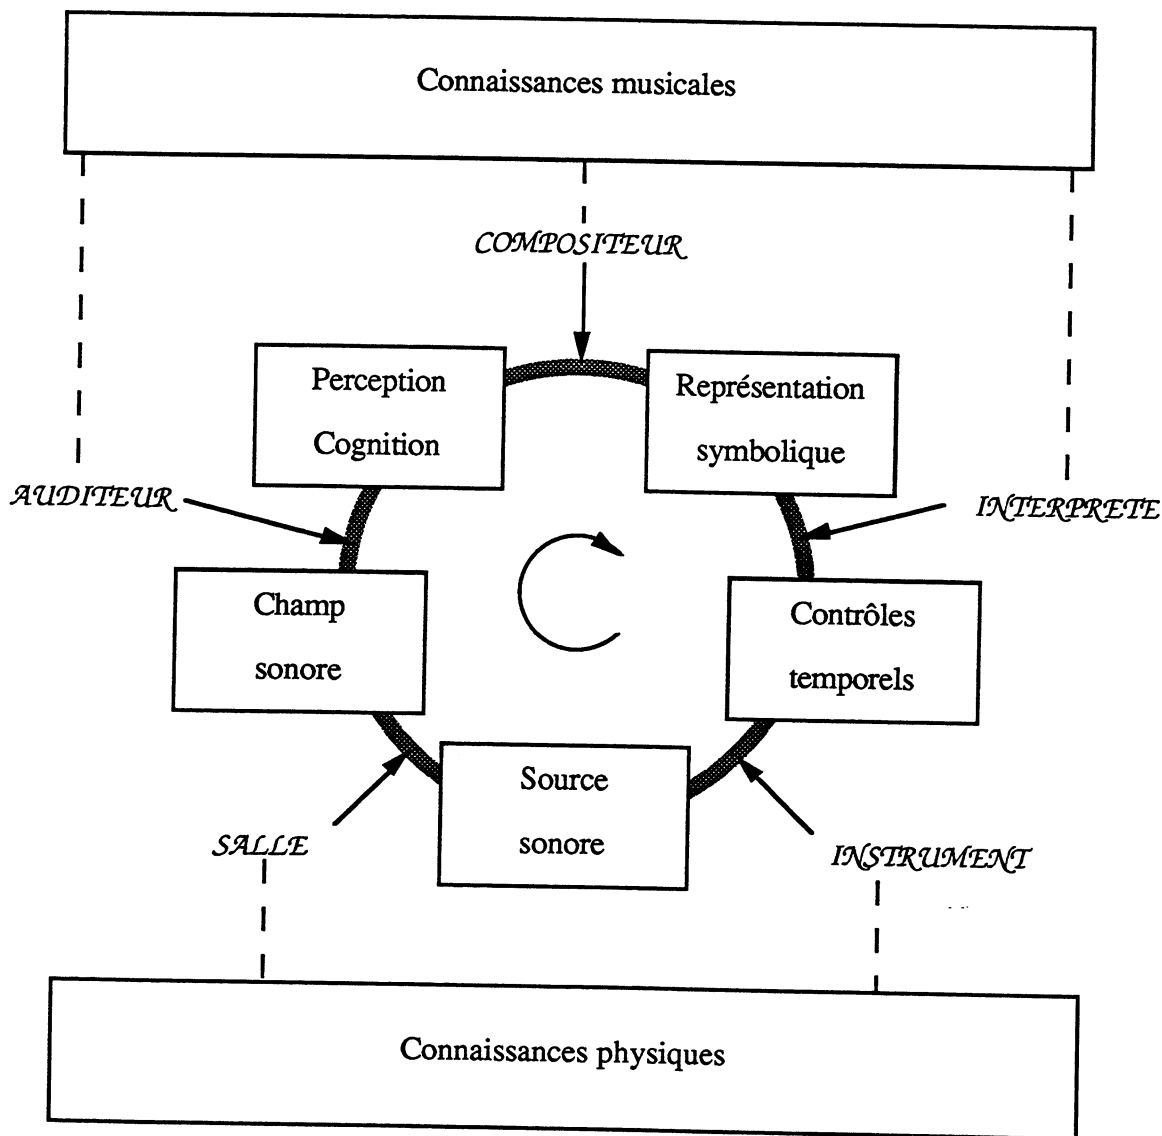 Connaissances musicales
COMPOSITEUR
Perception
Cognition
Représentation
symbolique
AUDITEUR
INTERPRETE
Champ
sonore
Contrôles
temporels
Source
sonore
SALLE
INSTRUMENT
Connaissances physiques